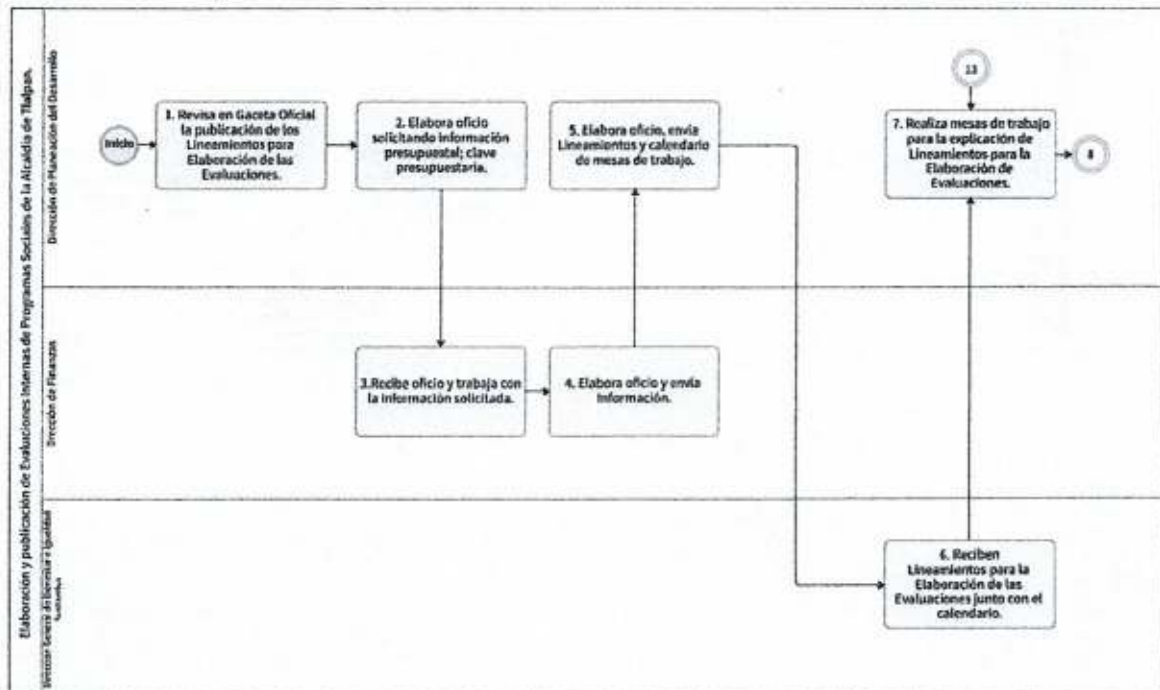 Elaboración y publicación de Evaluaciones Internas de Programas Sociales de la Alcaldía de Tlalpan.
Dirección de Planeación del Desarrollo
Inicio
1. Revisa en Gaceta Oficial
la publicación de los
Lineamientos para
Elaboración de las
Evaluaciones.
2. Elabora oficio
solicitando información
presupuestal; clave
presupuestaria.
5. Elabora oficio, envía
Lineamientos y calendario
de mesas de trabajo.
13
7. Realiza mesas de trabajo
para la explicación de
Lineamientos para la
Elaboración de
Evaluaciones.
8
Dirección de Finanzas
3.Recibe oficio y trabaja con
la información solicitada.
4. Elabora oficio y envía
información.
Dirección General de Bienestar e Igualdad
6. Reciben
Lineamientos para la
Elaboración de las
Evaluaciones junto con el
calendario.